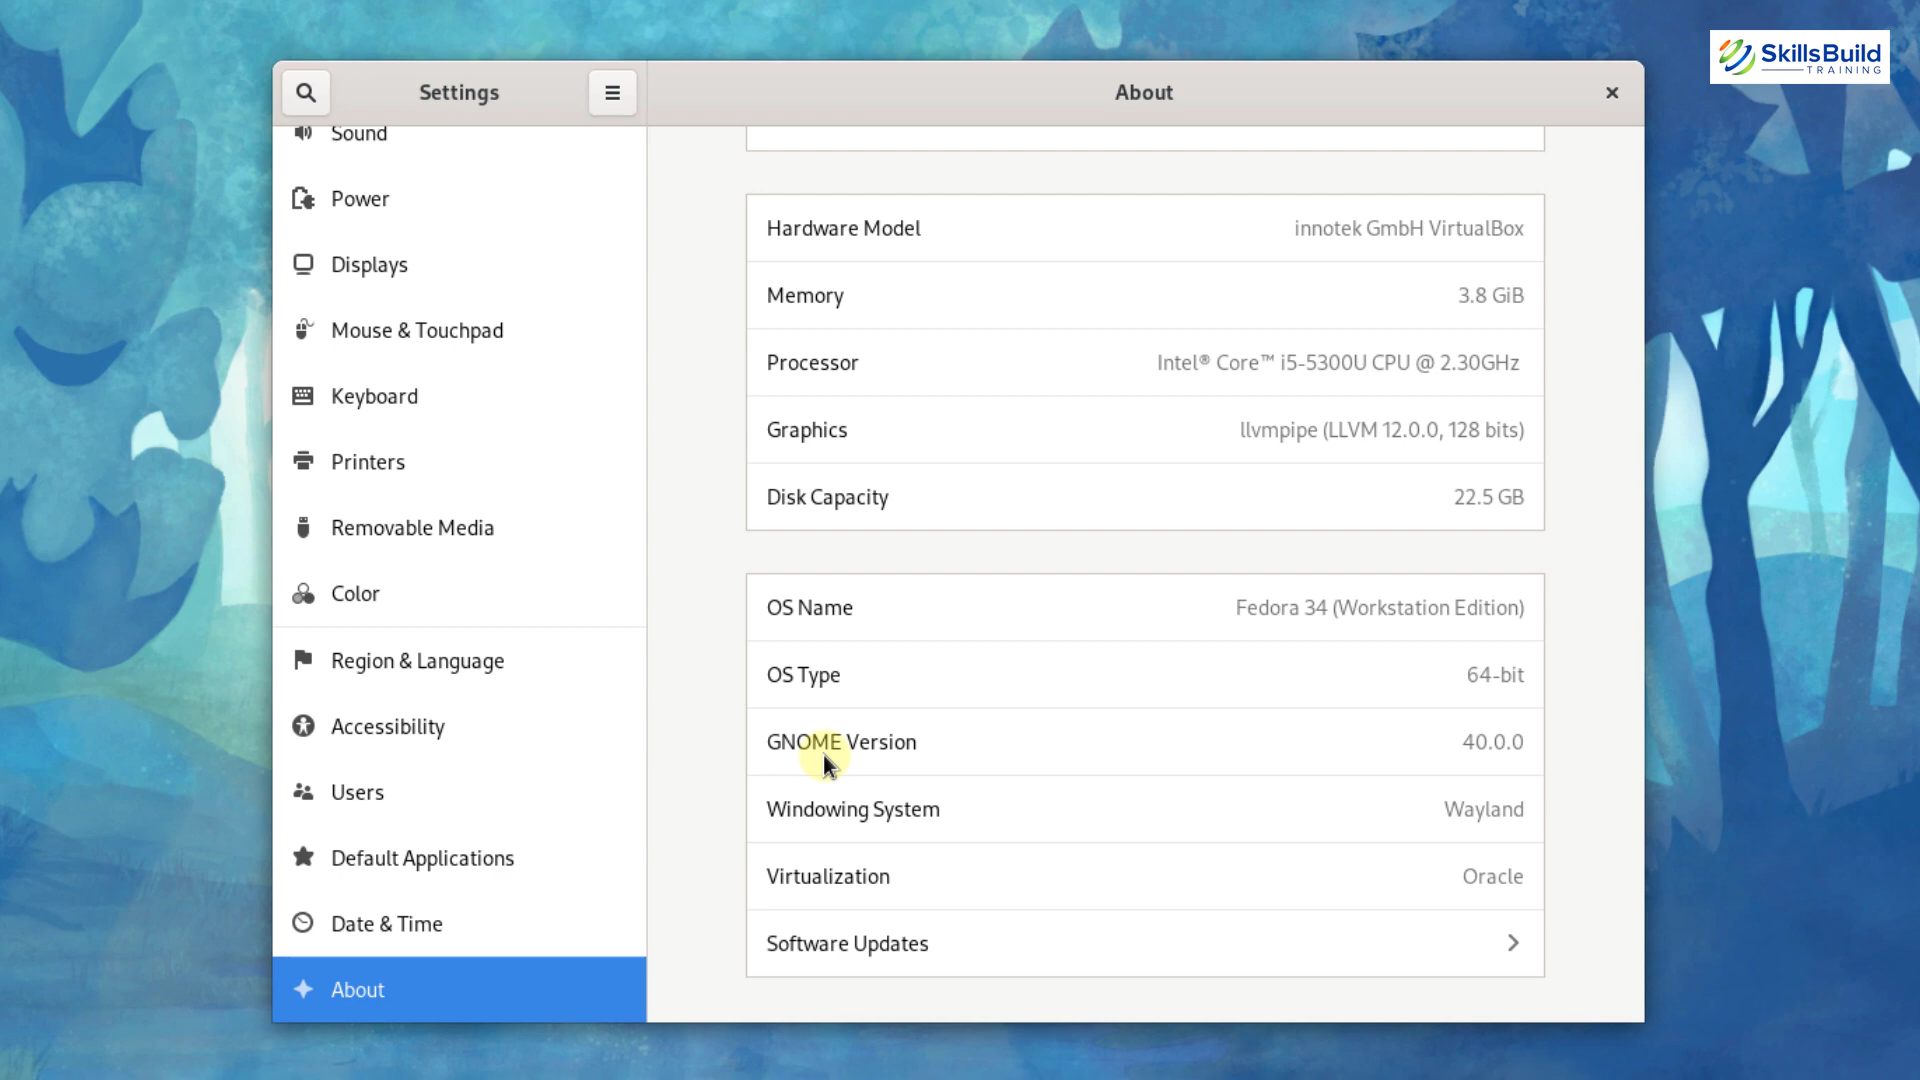 SkillsBuild
TRAINING
Settings
About
Sound
Power
Displays
Mouse & Touchpad
Keyboard
Printers
Removable Media
Color
Region & Language
Accessibility
Users
Default Applications
Date & Time
About
Hardware Model innotek GmbH VirtualBox
Memory 3.8 GiB
Processor Intel® Core™ i5-5300U CPU @ 2.30GHz
Graphics llvmpipe (LLVM 12.0.0, 128 bits)
Disk Capacity 22.5 GB
OS Name Fedora 34 (Workstation Edition)
OS Type 64-bit
GNOME Version 40.0.0
Windowing System Wayland
Virtualization Oracle
Software Updates